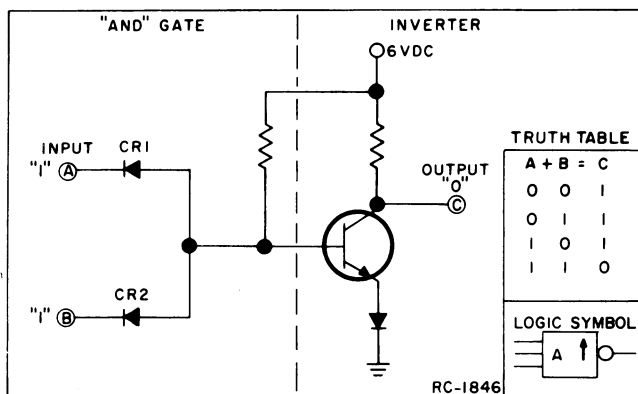 "AND" GATE
INVERTER
6VDC
INPUT
CR1
"1" A
OUTPUT
"0"
C
CR2
"1" B
TRUTH TABLE
A + B = C
0 0 1
0 1 1
1 0 1
1 1 0
LOGIC SYMBOL
A
RC-1846